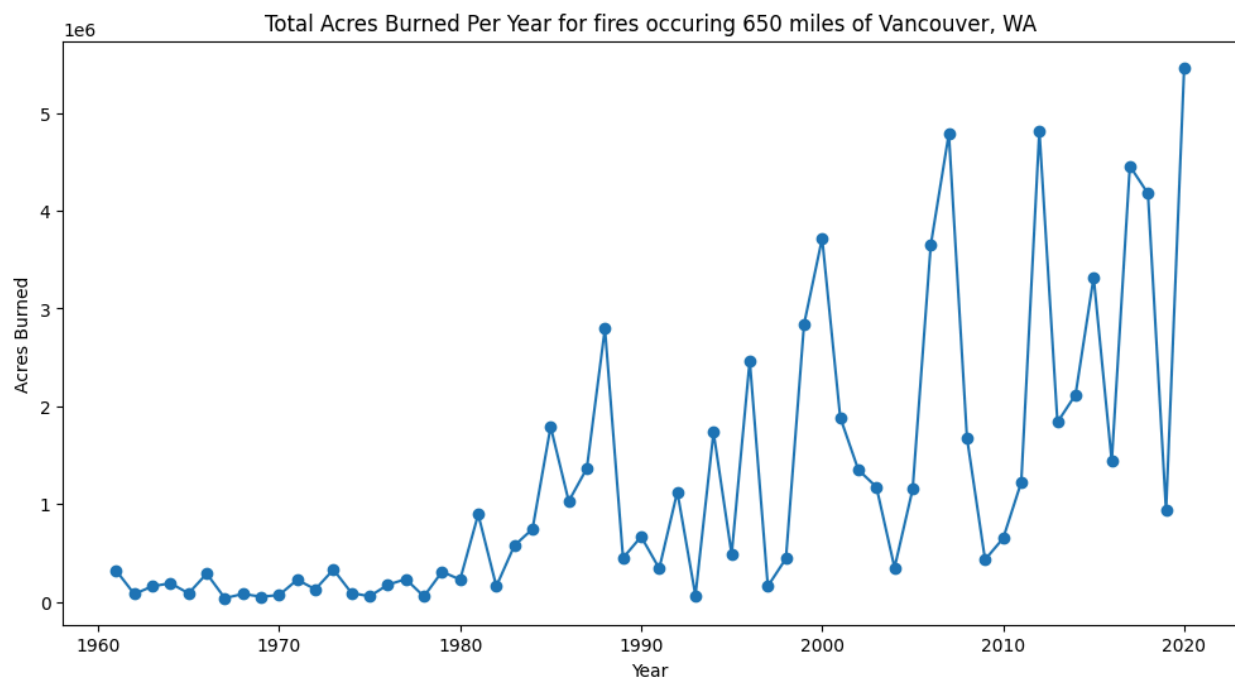 Total Acres Burned Per Year for fires occuring 650 miles of Vancouver, WA
1e6
5
4
3
2
1
0
Acres Burned
1960 1970 1980 1990 2000 2010 2020
Year